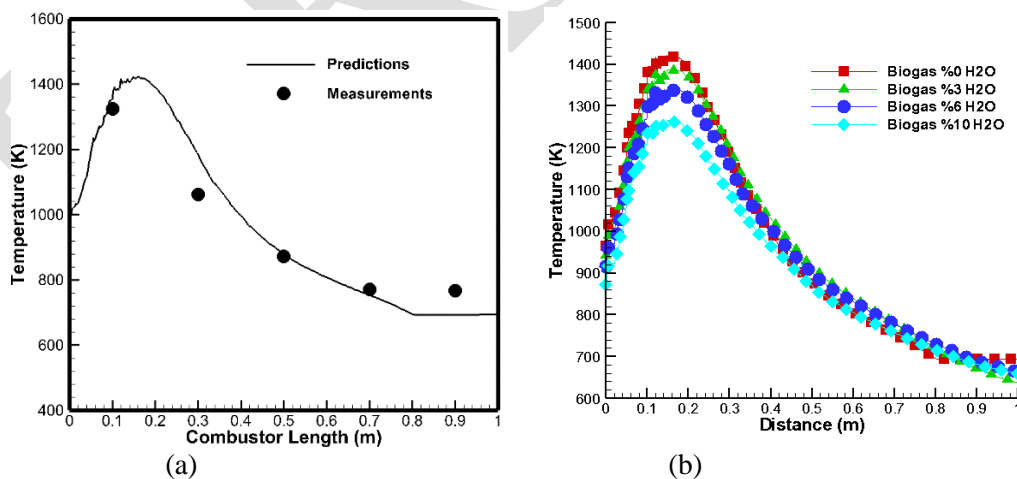 1600
1400
1200
1000
800
600
400
Temperature (K)
Predictions
Measurements
0 0.1 0.2 0.3 0.4 0.5 0.6 0.7 0.8 0.9 1
Combustor Length (m)
(a)
1500
1400
1300
1200
1100
1000
900
800
700
600
Temperature (K)
Biogas %0 H2O
Biogas %3 H2O
Biogas %6 H2O
Biogas %10 H2O
0 0.1 0.2 0.3 0.4 0.5 0.6 0.7 0.8 0.9 1
Distance (m)
(b)